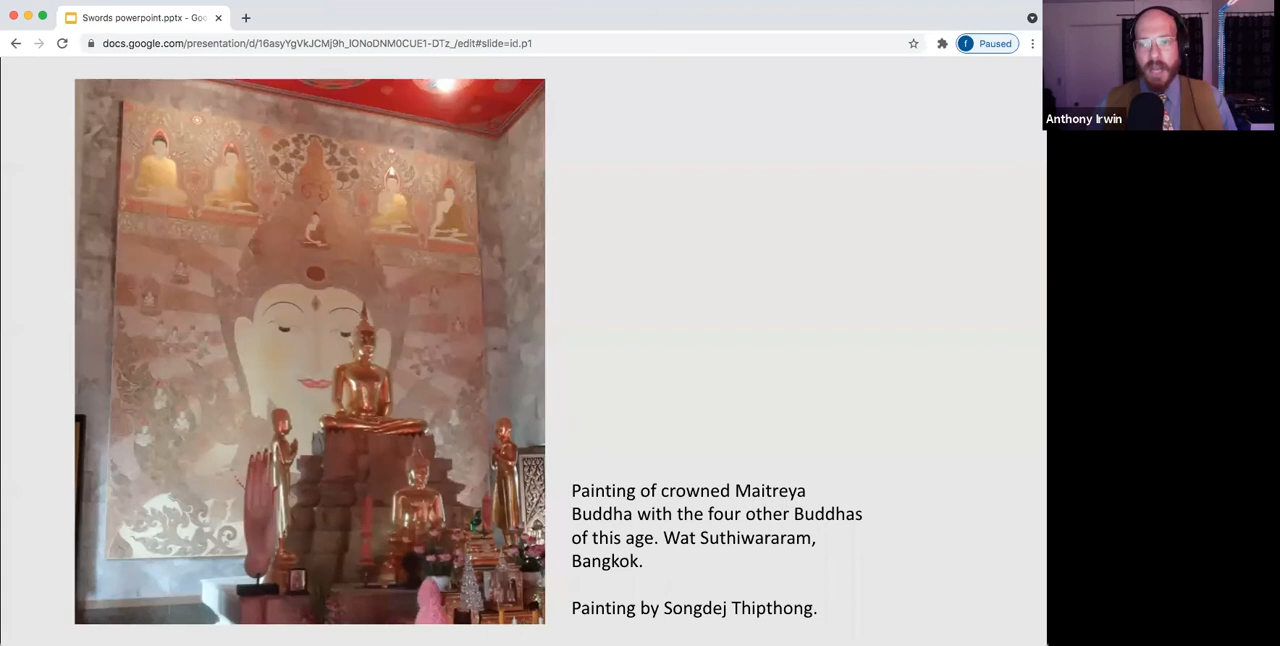 Swords powerpoint.pptx - Goo
docs.google.com/presentation/d/16asyYgVkJCMj9h_IONoDNM0CUE1-DTz_/edit#slide=id.p1
f
Paused
Anthony Irwin
Painting of crowned Maitreya
Buddha with the four other Buddhas
of this age. Wat Suthiwararam,
Bangkok.
Painting by Songdej Thipthong.